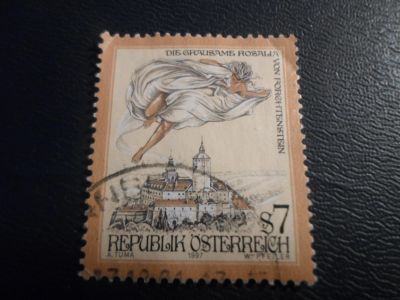 DIE GRAUSAME ROSALIA
VON FORCHTENSTEIN
S7
REPUBLIK ÖSTERREICH
A. TUMA 1997 W. PFEILER